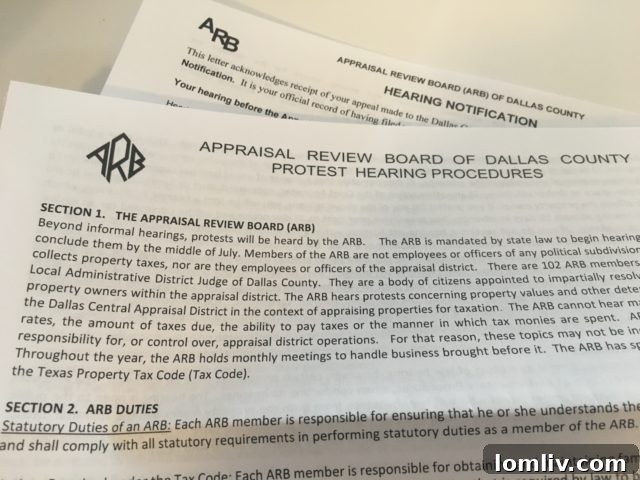 ARB
APPRAISAL REVIEW BOARD (ARB) OF DALLAS COUNTY
HEARING NOTIFICATION
This letter acknowledges receipt of your appeal made to the Dallas
Notification. It is your official record of having filed
Your hearing before the
ARB
APPRAISAL REVIEW BOARD OF DALLAS COUNTY
PROTEST HEARING PROCEDURES
SECTION 1. THE APPRAISAL REVIEW BOARD (ARB)
Beyond informal hearings, protests will be heard by the ARB. The ARB is mandated by state law to begin hearing
conclude them by the middle of July. Members of the ARB are not employees or officers of any political subdivision
collects property taxes, nor are they employees or officers of the appraisal district. There are 102 ARB members
Local Administrative District Judge of Dallas County. They are a body of citizens appointed to impartially resol
property owners within the appraisal district. The ARB hears protests concerning property values and other dete
the Dallas Central Appraisal District in the context of appraising properties for taxation. The ARB cannot hear m
rates, the amount of taxes due, the ability to pay taxes or the manner in which tax monies are spent. A
responsibility for, or control over, appraisal district operations. For that reason, these topics may not be im
Throughout the year, the ARB holds monthly meetings to handle business brought before it. The ARB has sp
the Texas Property Tax Code (Tax Code).
SECTION 2. ARB DUTIES
Statutory Duties of an ARB: Each ARB member is responsible for ensuring that he or she understands the
and shall comply with all statutory requirements in performing statutory duties as a member of the ARB.
the Tax Code: Each ARB member is responsible for
lomliv.com